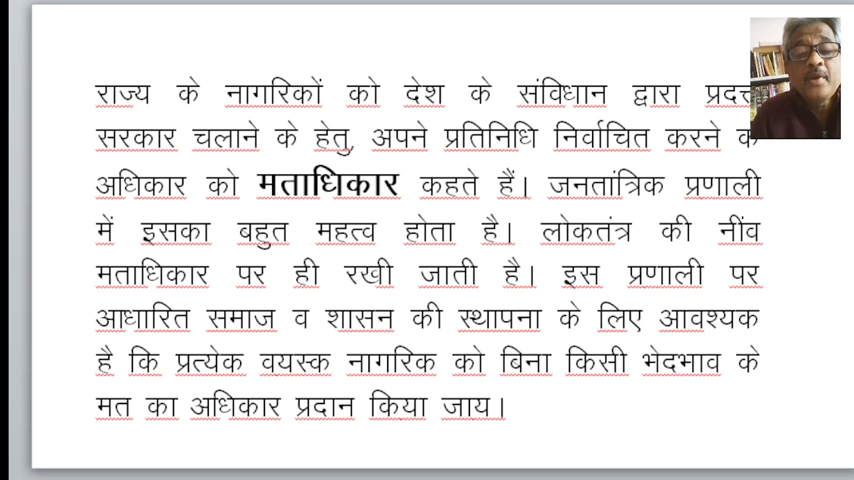 राज्य के नागरिकों को देश के संविधान द्वारा प्रदत्त
सरकार चलाने के हेतु, अपने प्रतिनिधि निर्वाचित करने के
अधिकार को मताधिकार कहते हैं। जनतांत्रिक प्रणाली
में इसका बहुत महत्व होता है। लोकतंत्र की नींव
मताधिकार पर ही रखी जाती है। इस प्रणाली पर
आधारित समाज व शासन की स्थापना के लिए आवश्यक
है कि प्रत्येक वयस्क नागरिक को बिना किसी भेदभाव के
मत का अधिकार प्रदान किया जाय।